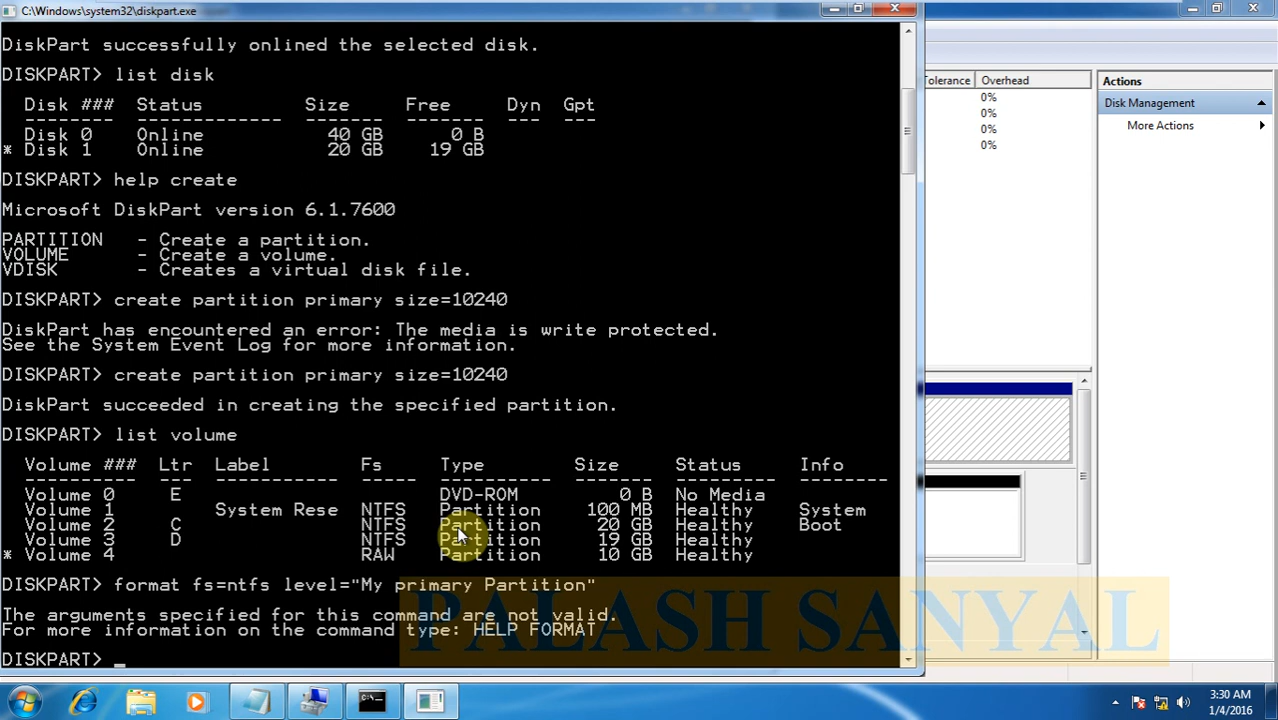 C:\Windows\system32\diskpart.exe
DiskPart successfully onlined the selected disk.
DISKPART> list disk
Disk ### Status Size Free Dyn Gpt
-------- ------------- ------- ------- --- ---
Disk 0 Online 40 GB 0 B
* Disk 1 Online 20 GB 19 GB
DISKPART> help create
Microsoft DiskPart version 6.1.7600
PARTITION - Create a partition.
VOLUME - Create a volume.
VDISK - Creates a virtual disk file.
DISKPART> create partition primary size=10240
DiskPart has encountered an error: The media is write protected.
See the System Event Log for more information.
DISKPART> create partition primary size=10240
DiskPart succeeded in creating the specified partition.
DISKPART> list volume
Volume ### Ltr Label Fs Type Size Status Info
---------- --- ----------- ----- ---------- ------- --------- --------
Volume 0 E DVD-ROM 0 B No Media
Volume 1 System Rese NTFS Partition 100 MB Healthy System
Volume 2 C NTFS Partition 20 GB Healthy Boot
Volume 3 D NTFS Partition 19 GB Healthy
* Volume 4 RAW Partition 10 GB Healthy
DISKPART> format fs=ntfs level="My primary Partition"
The arguments specified for this command are not valid.
For more information on the command type: HELP FORMAT
DISKPART>
Tolerance Overhead
0%
0%
0%
0%
Actions
Disk Management
More Actions
PALASH SANYAL
3:30 AM
1/4/2016